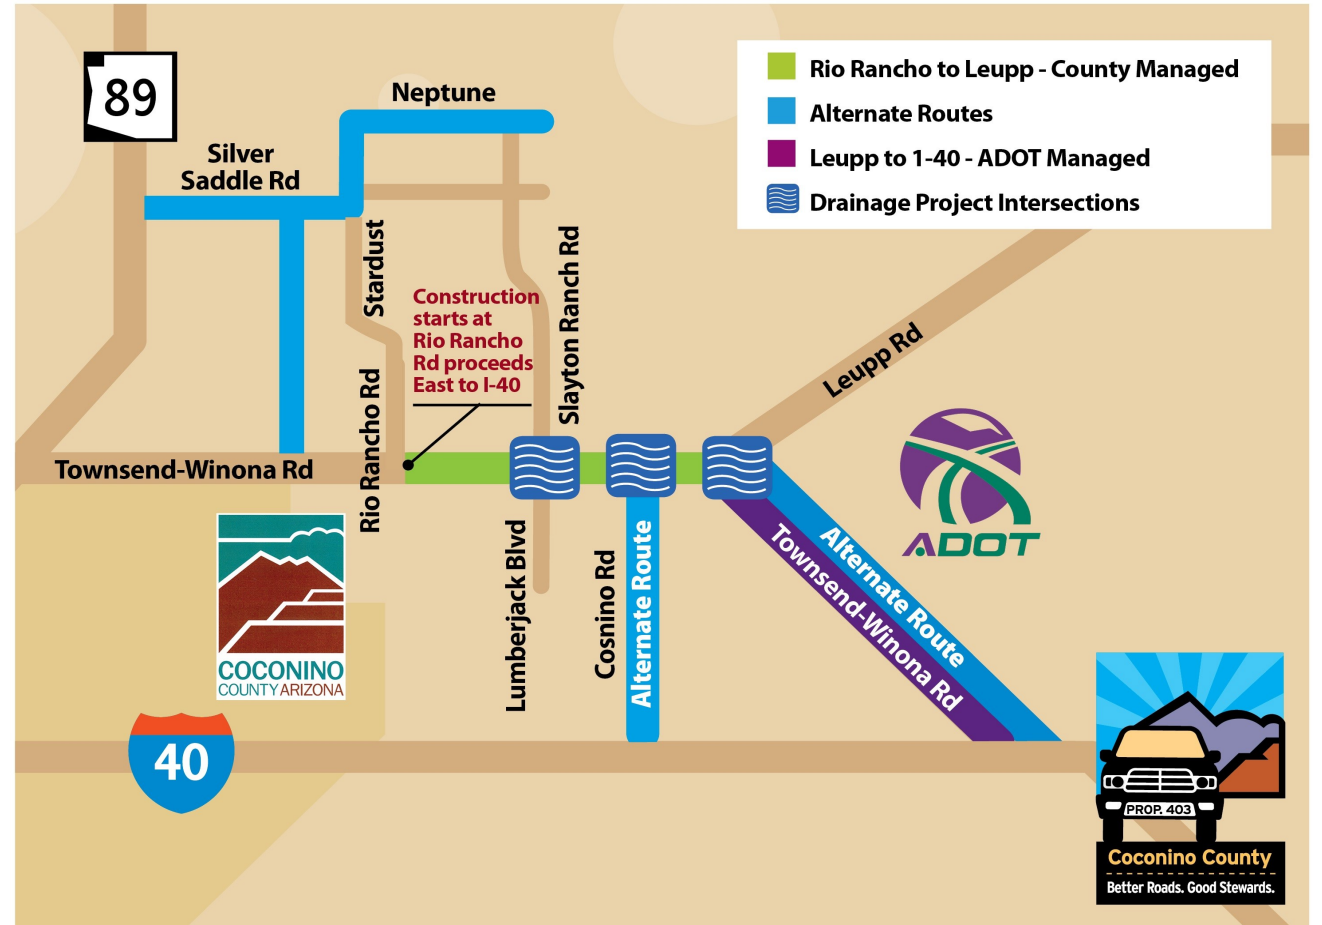 89
Neptune
Silver
Saddle Rd
Rio Rancho to Leupp - County Managed
Alternate Routes
Leupp to 1-40 - ADOT Managed
Drainage Project Intersections
Stardust
Slayton Ranch Rd
Construction
starts at
Rio Rancho
Rd proceeds
East to I-40
Leupp Rd
Rio Rancho Rd
Townsend-Winona Rd
ADOT
Lumberjack Blvd
Cosnino Rd
Alternate Route
Alternate Route
Townsend-Winona Rd
COCONINO
COUNTY ARIZONA
40
PROP. 403
Coconino County
Better Roads. Good Stewards.